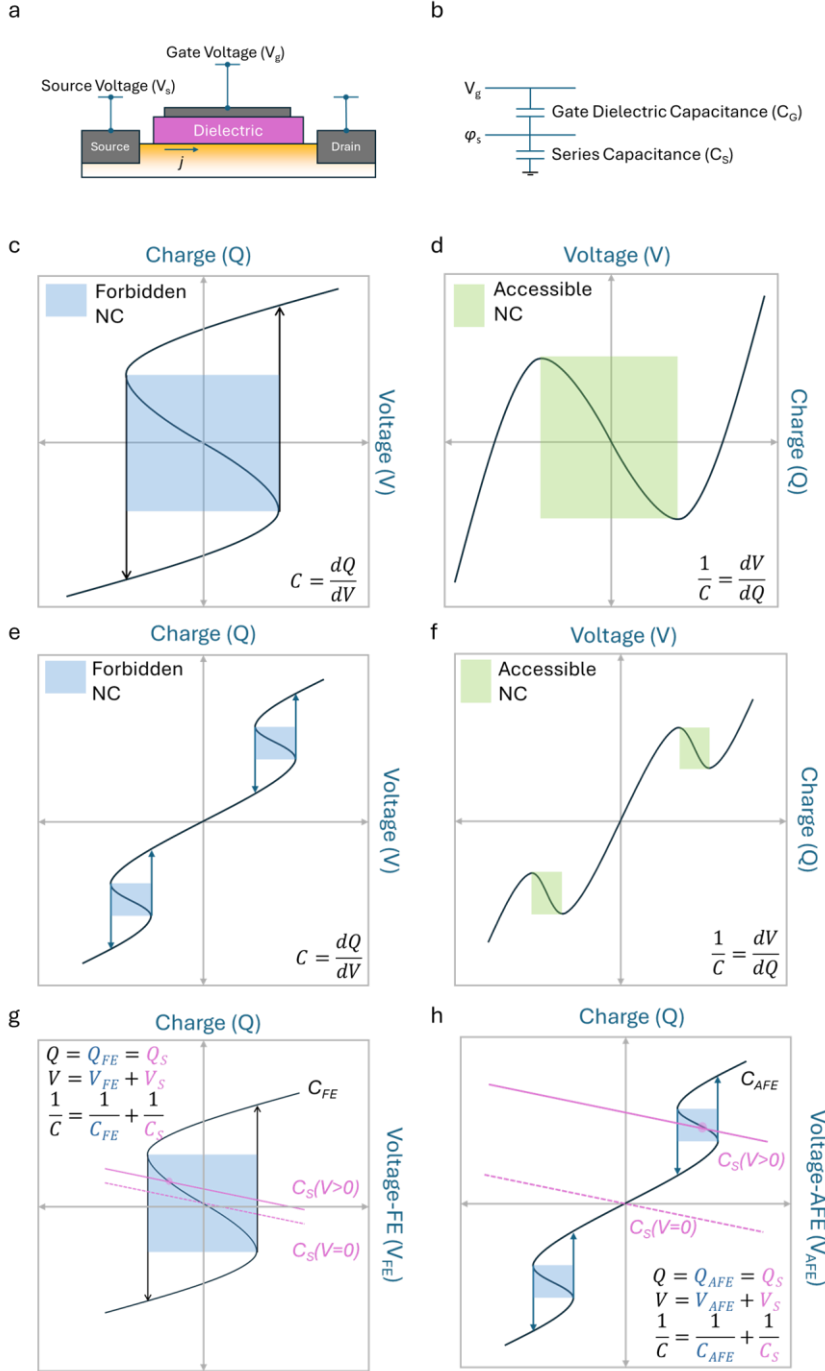 a
b
Gate Voltage (Vg)
Source Voltage (Vs)
Dielectric
Source
Drain
j
Vg
Gate Dielectric Capacitance (CG)
φs
Series Capacitance (CS)
c
Charge (Q)
Forbidden
NC
Voltage (V)
C = dQ/dV
d
Voltage (V)
Accessible
NC
Charge (Q)
1/C = dV/dQ
e
Charge (Q)
Forbidden
NC
Voltage (V)
C = dQ/dV
f
Voltage (V)
Accessible
NC
Charge (Q)
1/C = dV/dQ
g
Charge (Q)
Q = QFE = QS
V = VFE + VS
1/C = 1/CFE + 1/CS
CFE
CS(V>0)
CS(V=0)
Voltage-FE (VFE)
h
Charge (Q)
CAFE
CS(V>0)
CS(V=0)
Voltage-AFE (VAFE)
Q = QAFE = QS
V = VAFE + VS
1/C = 1/CAFE + 1/CS